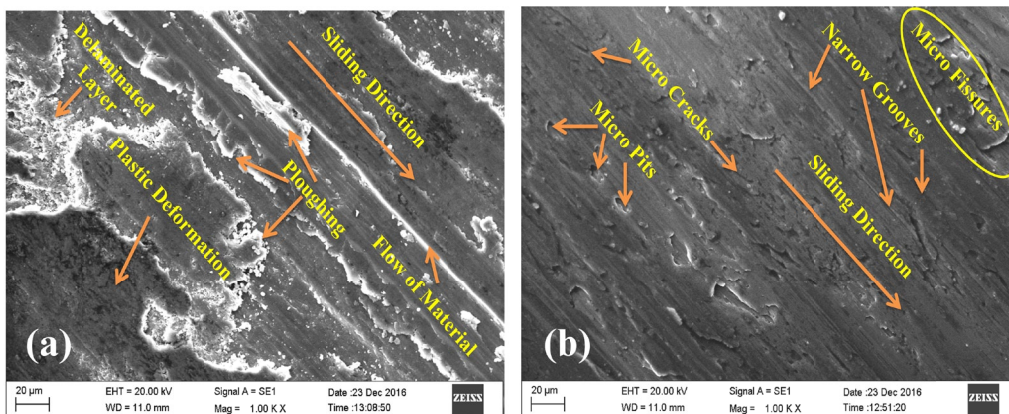 Delaminated
Layer
Plastic Deformation
Ploughing
Sliding Direction
Flow of Material
(a)
20 µm
EHT = 20.00 kV
WD = 11.0 mm
Signal A = SE1
Mag = 1.00 K X
Date :23 Dec 2016
Time :13:08:50
ZEISS
Micro Cracks
Micro Pits
Narrow Grooves
Micro Fissures
Sliding Direction
(b)
20 µm
EHT = 20.00 kV
WD = 11.0 mm
Signal A = SE1
Mag = 1.00 K X
Date :23 Dec 2016
Time :12:51:20
ZEISS